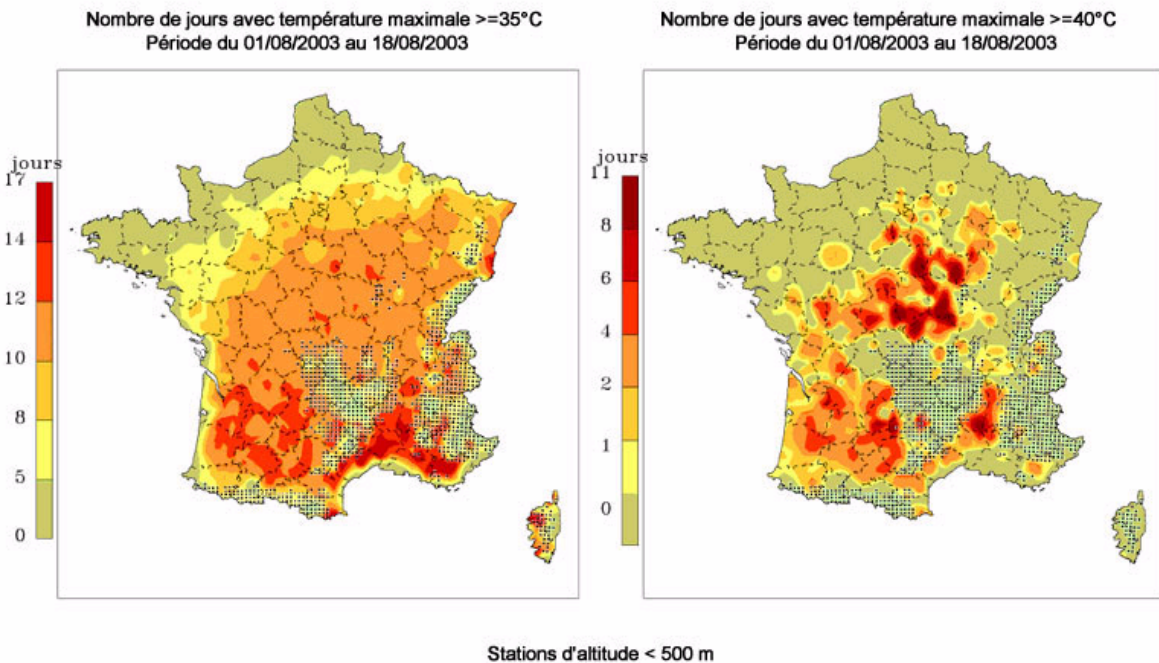 Nombre de jours avec température maximale >=35°C
Période du 01/08/2003 au 18/08/2003
jours
17
14
12
10
8
5
0
Nombre de jours avec température maximale >=40°C
Période du 01/08/2003 au 18/08/2003
jours
11
8
6
4
2
1
0
Stations d'altitude < 500 m